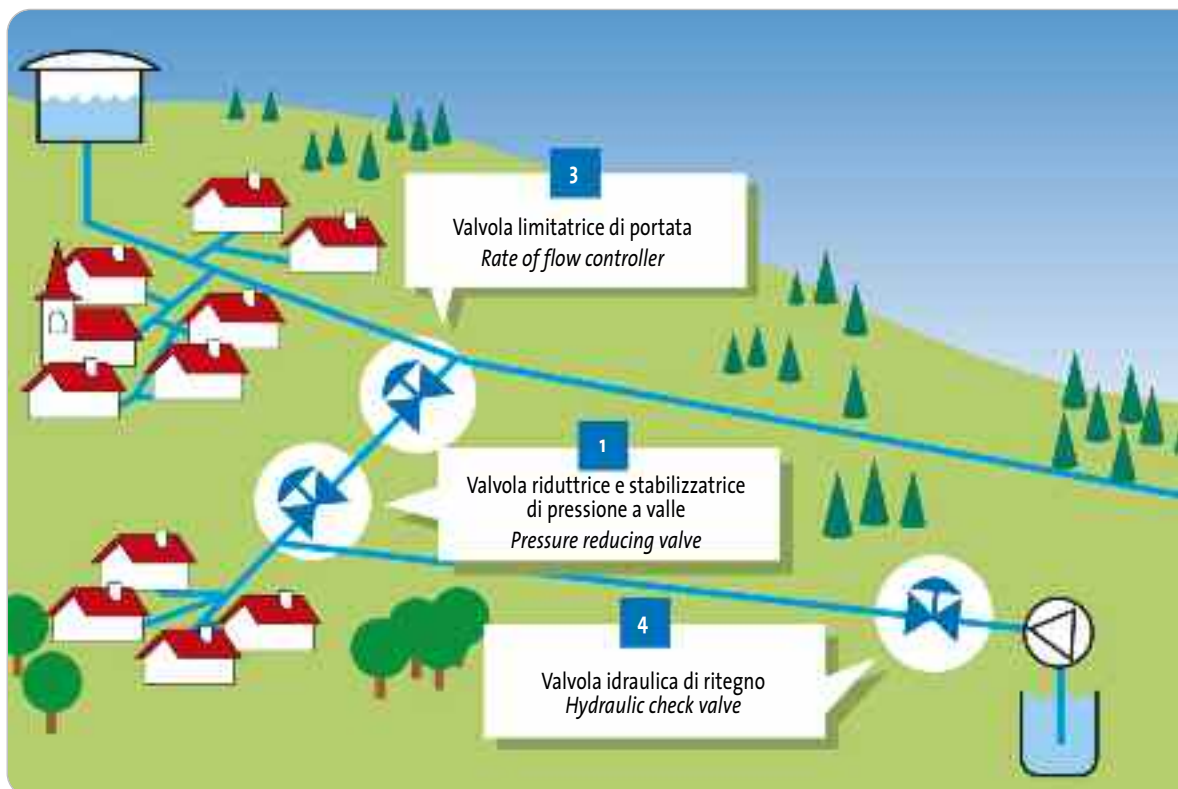 3
Valvola limitatrice di portata
Rate of flow controller
1
Valvola riduttrice e stabilizzatrice
di pressione a valle
Pressure reducing valve
4
Valvola idraulica di ritegno
Hydraulic check valve